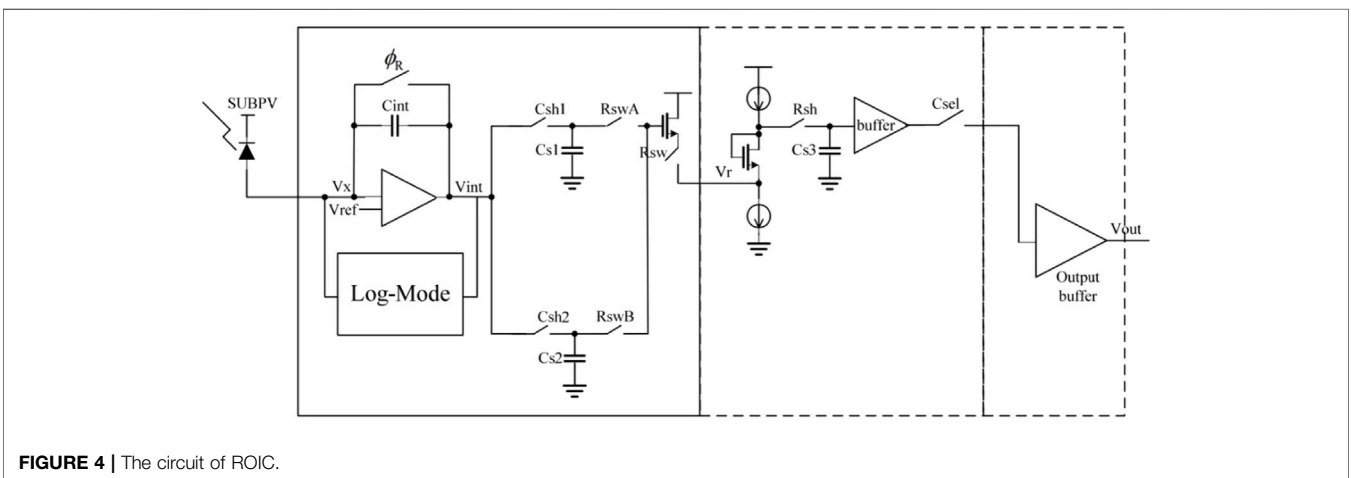 SUBPV
ϕR
Cint
Vx
Vref
Vint
Log-Mode
Csh1
RswA
Cs1
Rsw
Csh2
RswB
Cs2
Vr
Rsh
Cs3
buffer
Csel
Vout
Output
buffer
FIGURE 4 | The circuit of ROIC.